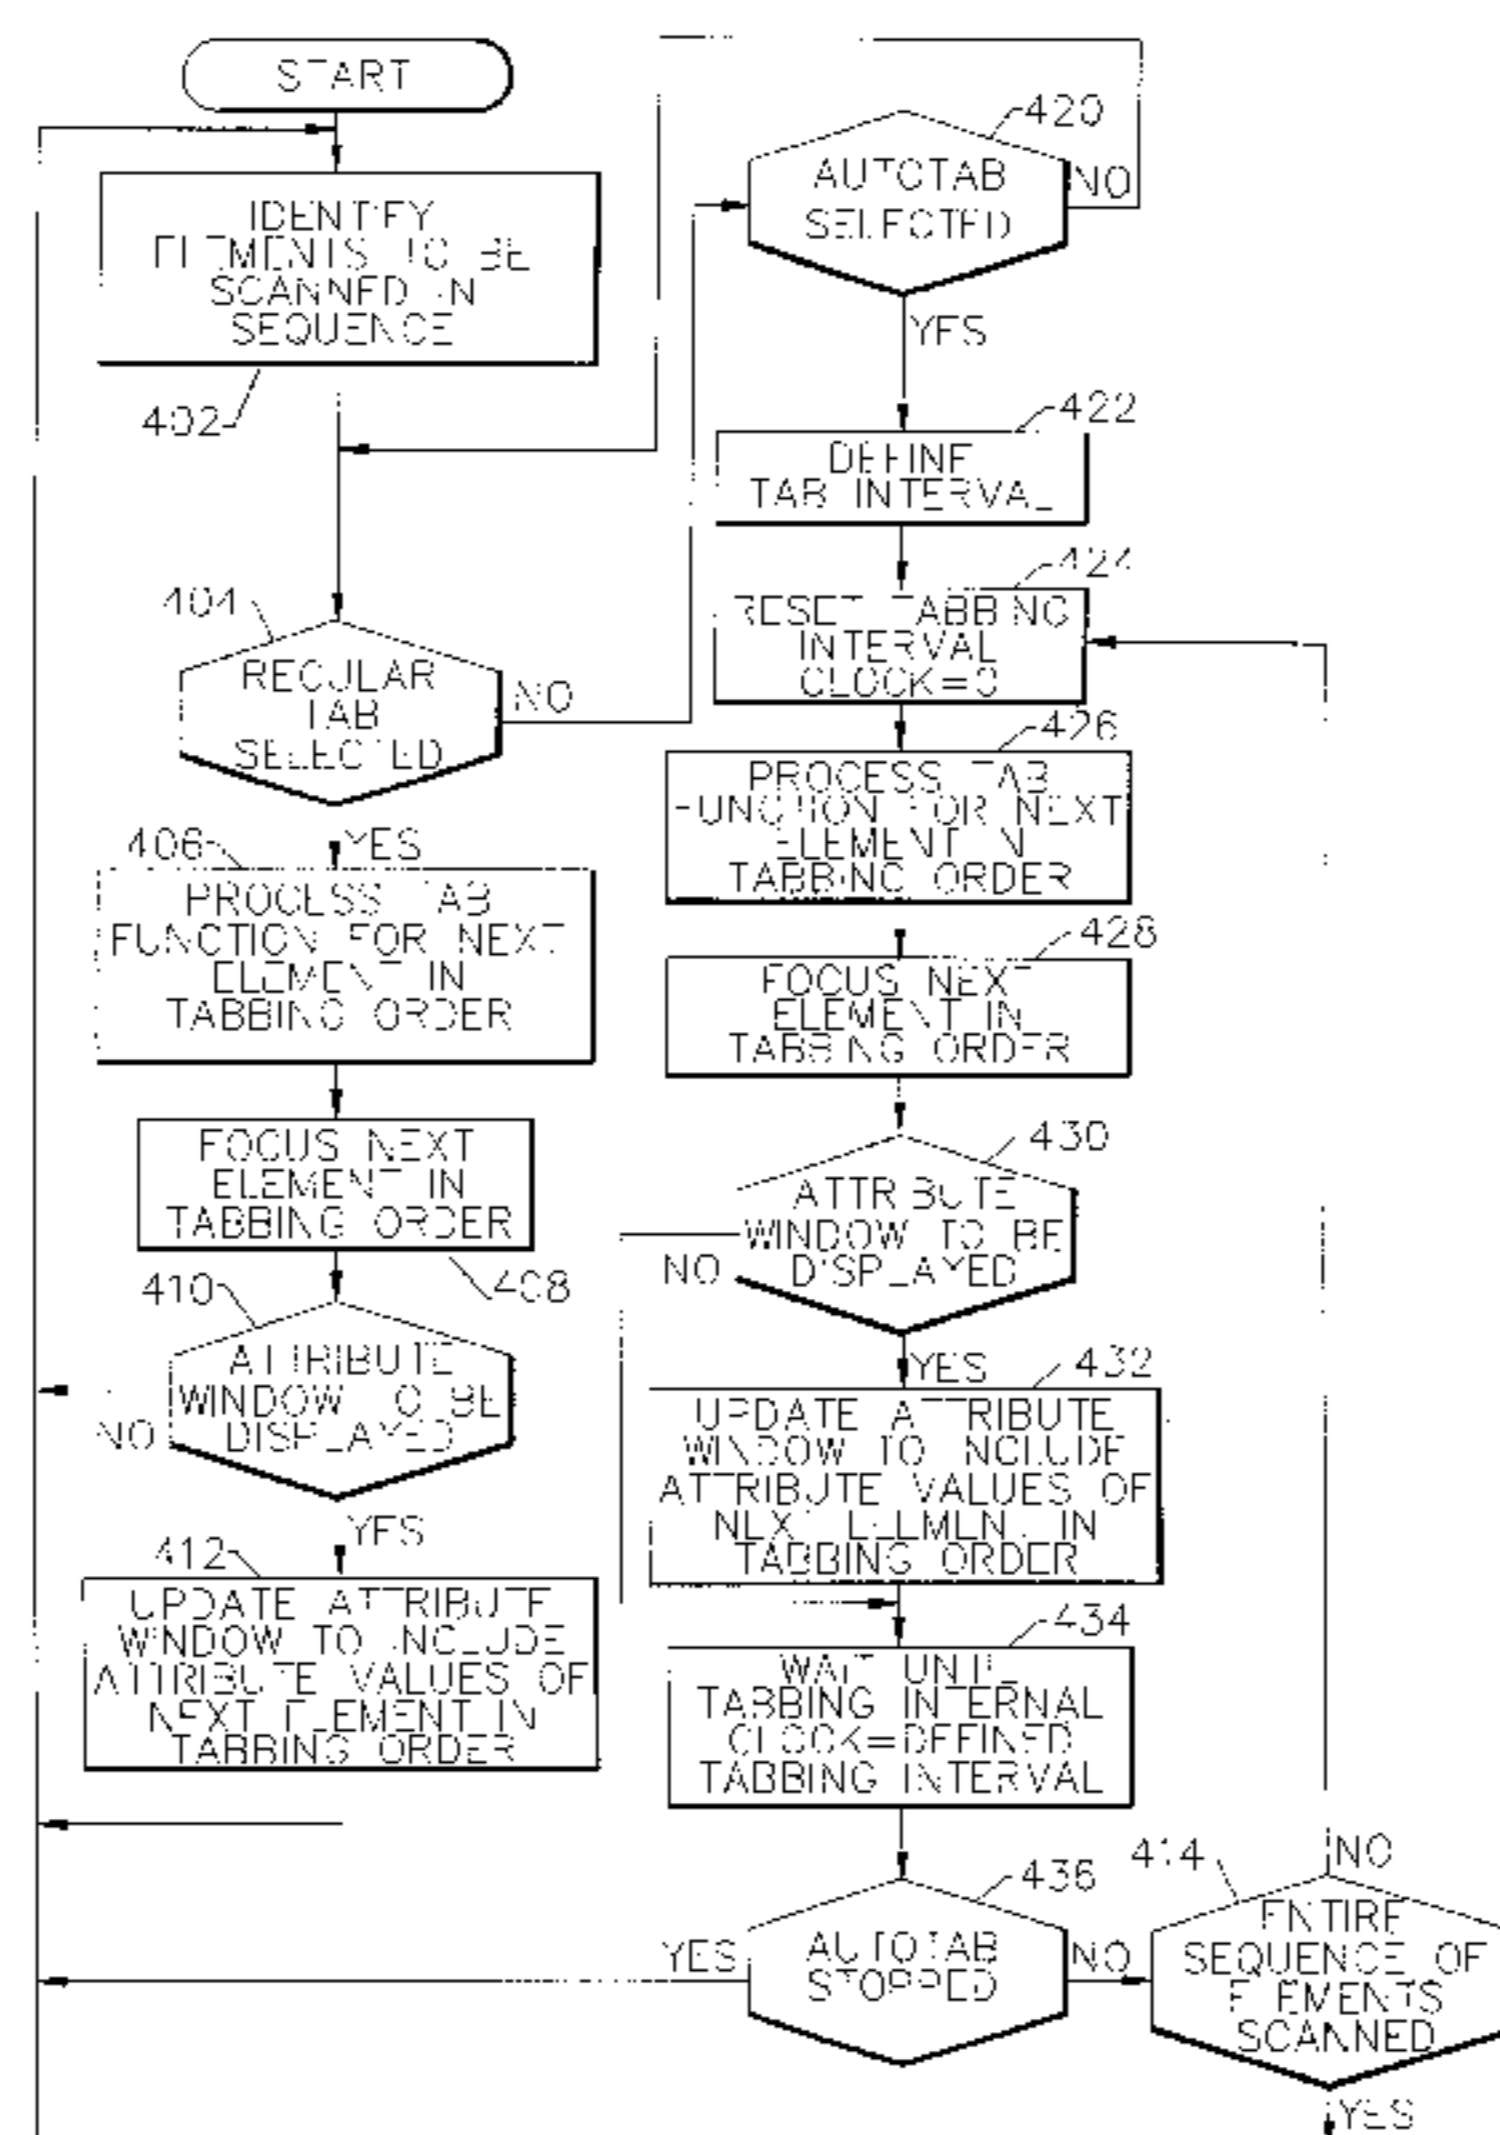 START
IDENTIFY
ELEMENTS TO BE
SCANNED IN
SEQUENCE
402
404
REGULAR
TAB
SELECTED
NO
YES
406
PROCESS TAB
FUNCTION FOR NEXT
ELEMENT IN
TABBING ORDER
FOCUS NEXT
ELEMENT IN
TABBING ORDER
408
410
ATTRIBUTE
WINDOW TO BE
DISPLAYED
NO
YES
412
UPDATE ATTRIBUTE
WINDOW TO INCLUDE
ATTRIBUTE VALUES OF
NEXT ELEMENT IN
TABBING ORDER
420
AUTOTAB
SELECTED
NO
YES
422
DEFINE
TAB INTERVAL
424
RESET TABBING
INTERVAL
CLOCK=0
426
PROCESS TAB
FUNCTION FOR NEXT
ELEMENT IN
TABBING ORDER
428
FOCUS NEXT
ELEMENT IN
TABBING ORDER
430
ATTRIBUTE
WINDOW TO BE
DISPLAYED
NO
YES
432
UPDATE ATTRIBUTE
WINDOW TO INCLUDE
ATTRIBUTE VALUES OF
NEXT ELEMENT IN
TABBING ORDER
434
WAIT UNTIL
TABBING INTERNAL
CLOCK=DEFINED
TABBING INTERVAL
436
AUTOTAB
STOPPED
YES
NO
414
NO
ENTIRE
SEQUENCE OF
ELEMENTS
SCANNED
YES